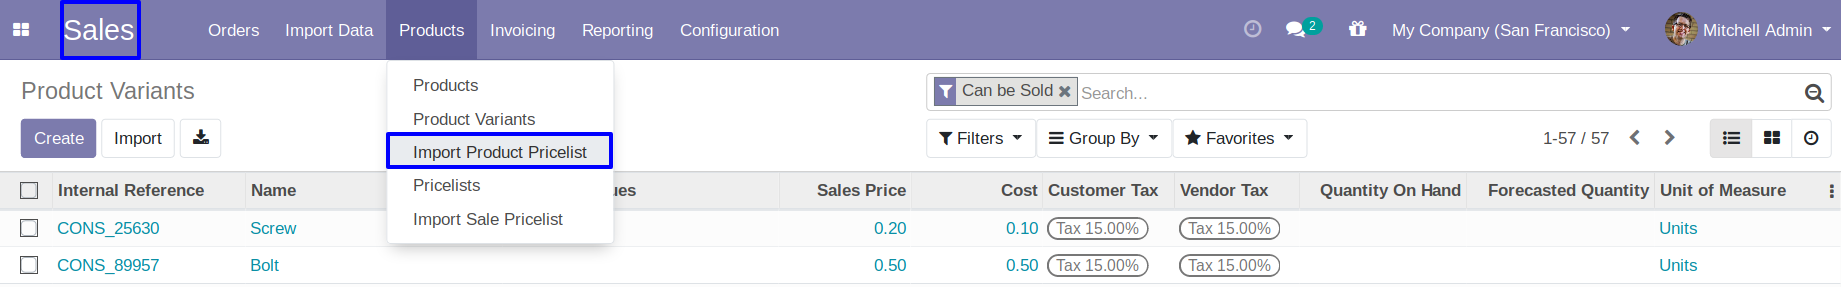 Sales Orders Import Data Products Invoicing Reporting Configuration 2 My Company (San Francisco) Mitchell Admin
Product Variants
Products
Product Variants
Import Product Pricelist
Pricelists
Import Sale Pricelist
Can be Sold Search...
Create Import
Filters Group By Favorites 1-57 / 57
Internal Reference Name Sales Price Cost Customer Tax Vendor Tax Quantity On Hand Forecasted Quantity Unit of Measure
CONS_25630 Screw 0.20 0.10 Tax 15.00% Tax 15.00% Units
CONS_89957 Bolt 0.50 0.50 Tax 15.00% Tax 15.00% Units